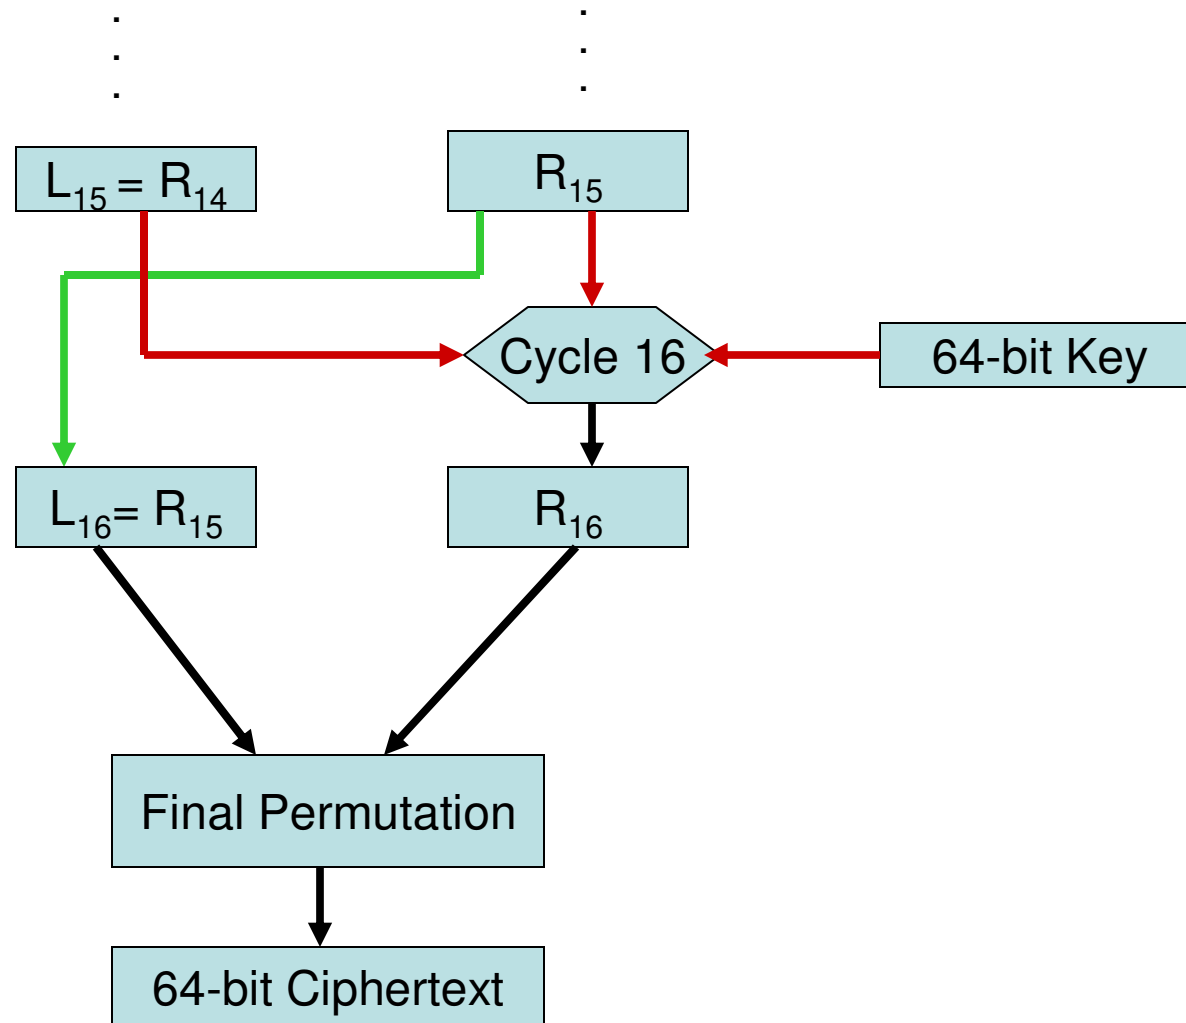 .
.
.
.
.
.
L₁₅ = R₁₄
R₁₅
Cycle 16
64-bit Key
L₁₆= R₁₅
R₁₆
Final Permutation
64-bit Ciphertext